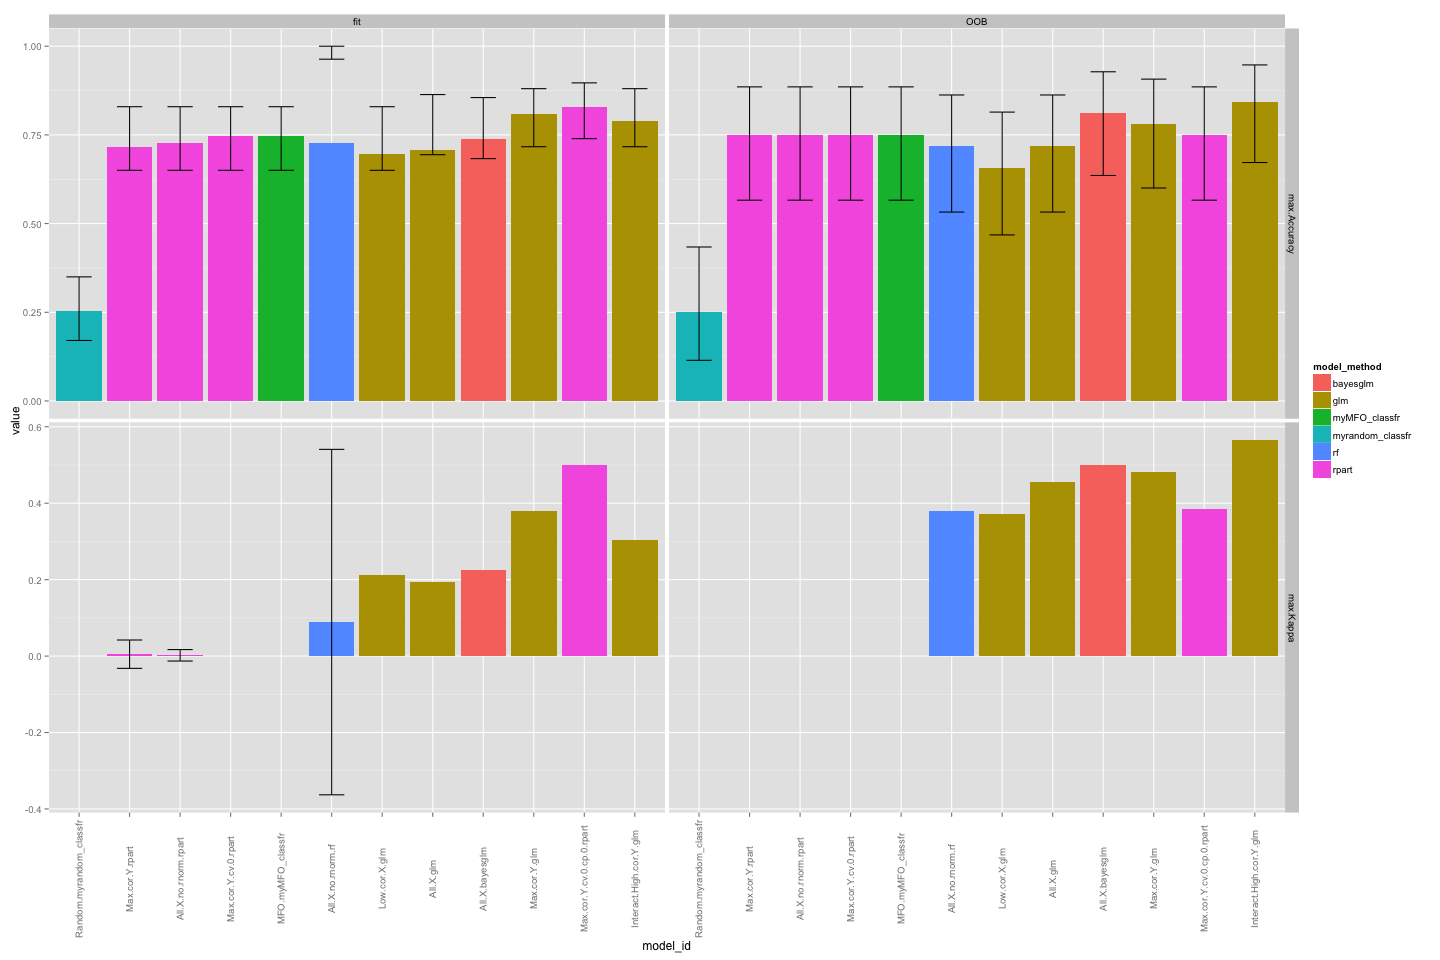 fit
OOB
1.00
0.75
0.50
0.25
0.00
max.Accuracy
value
0.6
0.4
0.2
0.0
-0.2
-0.4
max.Kappa
model_method
bayesglm
glm
myMFO_classfr
myrandom_classfr
rf
rpart
Random.myrandom_classfr
Max.cor.Y.rpart
All.X.no.rnorm.rpart
Max.cor.Y.cv.0.rpart
MFO.myMFO_classfr
All.X.no.rnorm.rf
Low.cor.X.glm
All.X.glm
All.X.bayesglm
Max.cor.Y.glm
Max.cor.Y.cv.0.cp.0.rpart
Interact.High.cor.Y.glm
Random.myrandom_classfr
Max.cor.Y.rpart
All.X.no.rnorm.rpart
Max.cor.Y.cv.0.rpart
MFO.myMFO_classfr
All.X.no.rnorm.rf
Low.cor.X.glm
All.X.glm
All.X.bayesglm
Max.cor.Y.glm
Max.cor.Y.cv.0.cp.0.rpart
Interact.High.cor.Y.glm
model_id